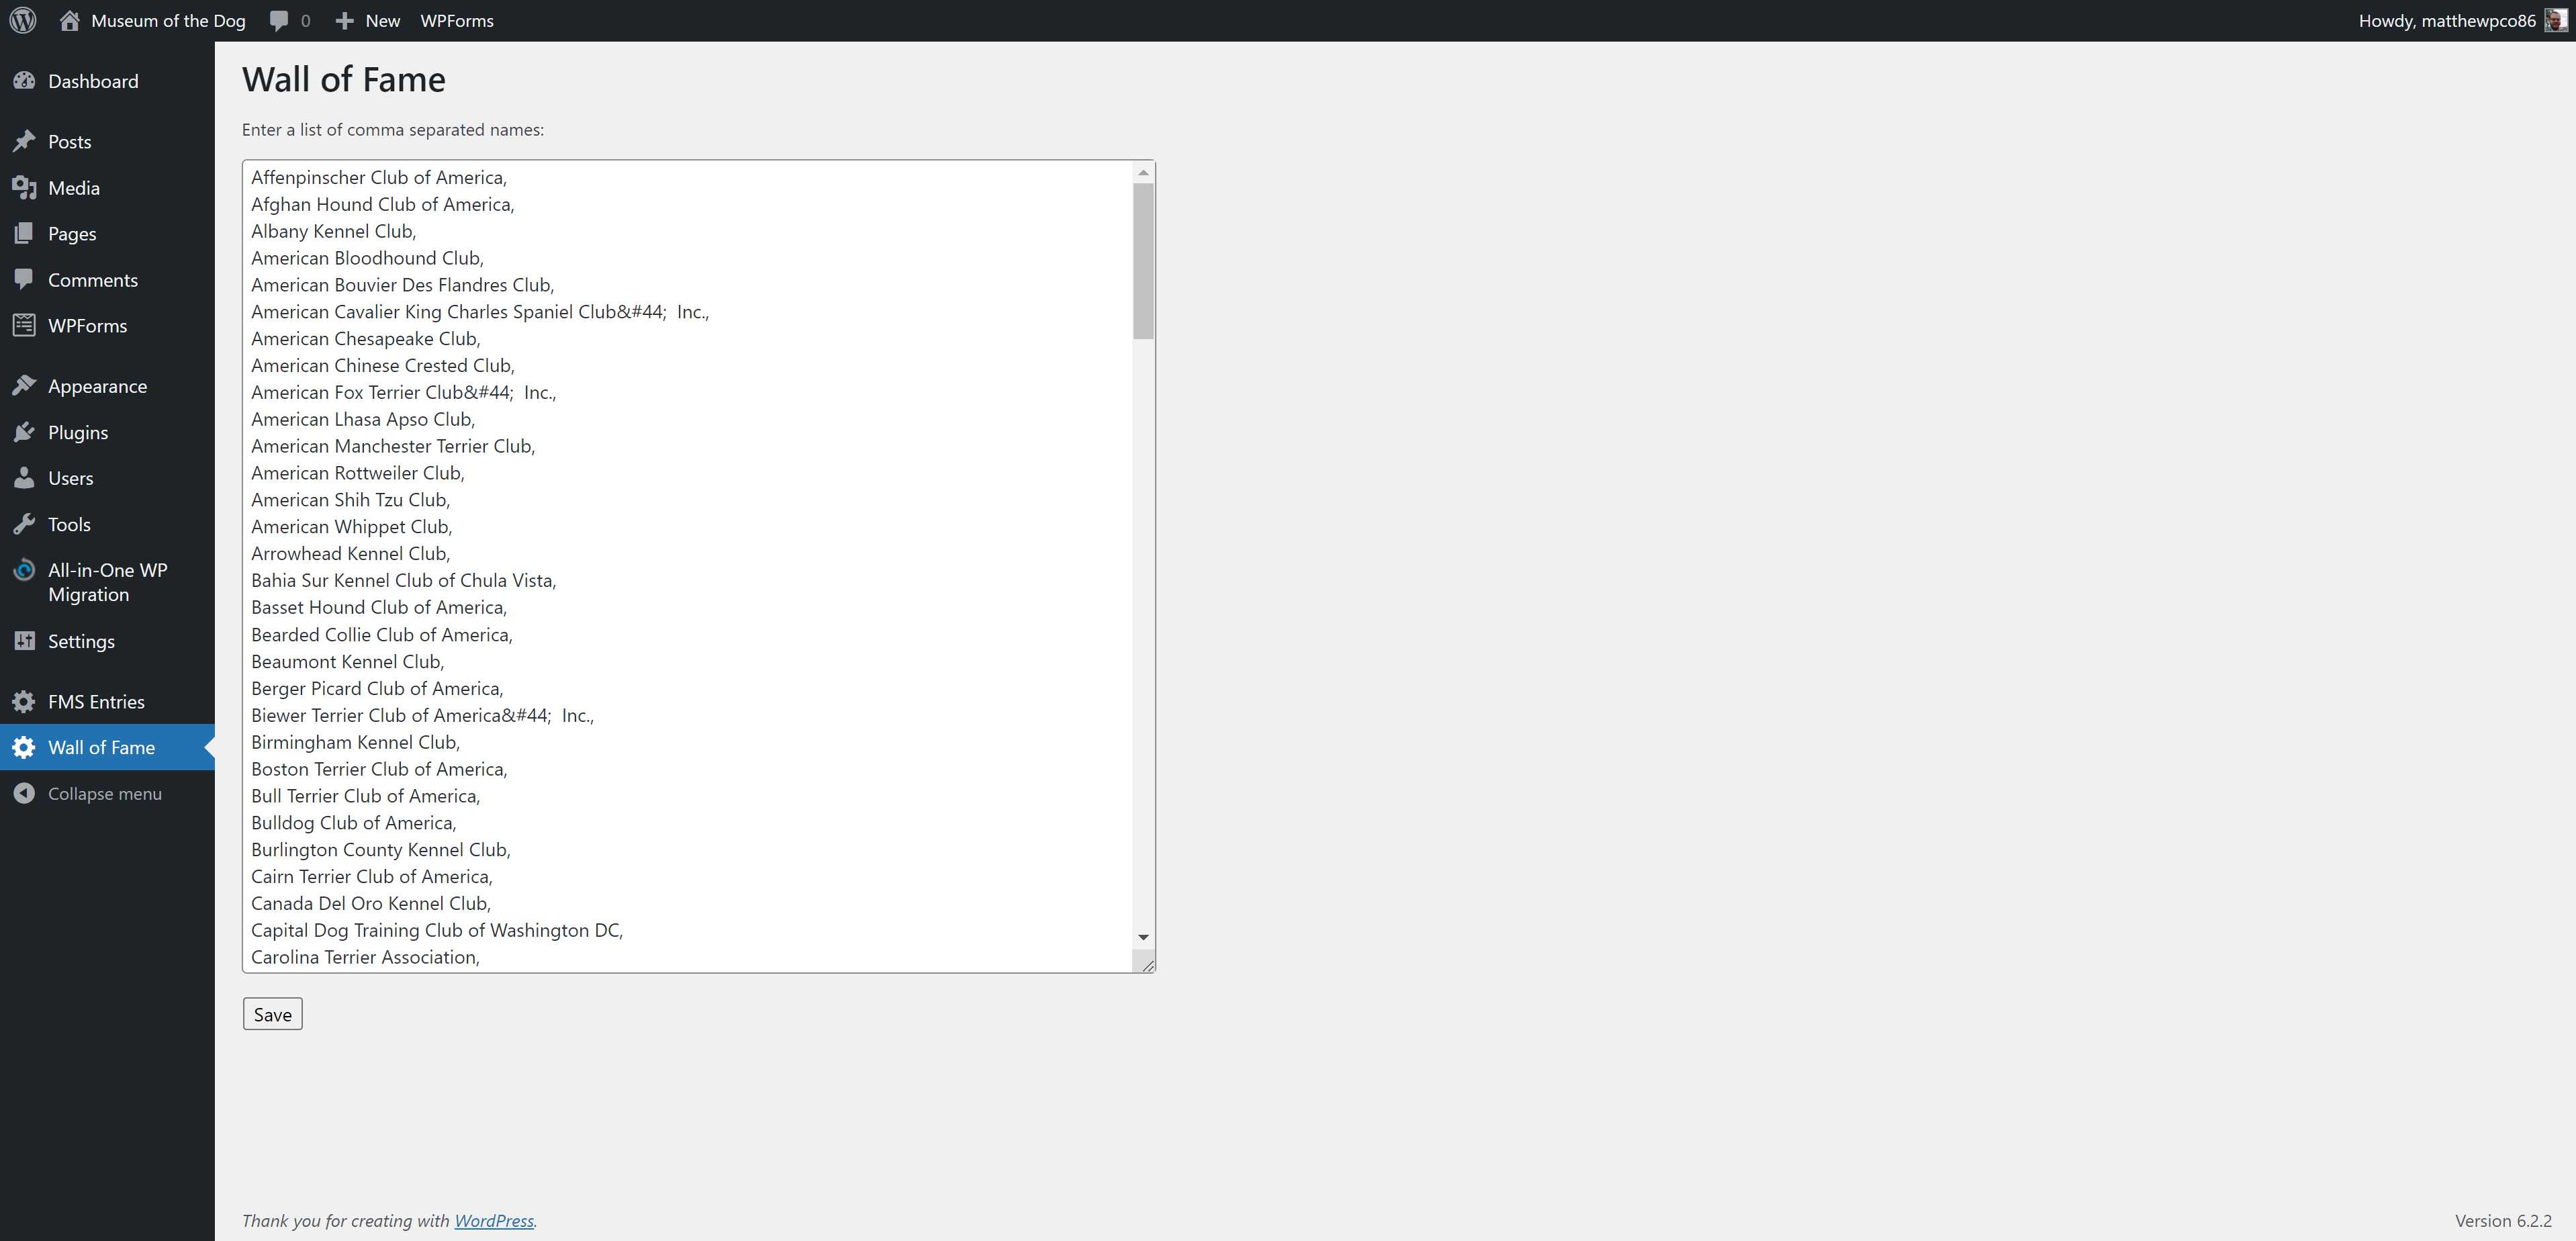 Museum of the Dog 0 New WPForms Howdy, matthewpco86
Dashboard
Posts
Media
Pages
Comments
WPForms
Appearance
Plugins
Users
Tools
All-in-One WP
Migration
Settings
FMS Entries
Wall of Fame
Collapse menu
Wall of Fame
Enter a list of comma separated names:
Affenpinscher Club of America,
Afghan Hound Club of America,
Albany Kennel Club,
American Bloodhound Club,
American Bouvier Des Flandres Club,
American Cavalier King Charles Spaniel Club&#44;  Inc.,
American Chesapeake Club,
American Chinese Crested Club,
American Fox Terrier Club&#44;  Inc.,
American Lhasa Apso Club,
American Manchester Terrier Club,
American Rottweiler Club,
American Shih Tzu Club,
American Whippet Club,
Arrowhead Kennel Club,
Bahia Sur Kennel Club of Chula Vista,
Basset Hound Club of America,
Bearded Collie Club of America,
Beaumont Kennel Club,
Berger Picard Club of America,
Biewer Terrier Club of America&#44;  Inc.,
Birmingham Kennel Club,
Boston Terrier Club of America,
Bull Terrier Club of America,
Bulldog Club of America,
Burlington County Kennel Club,
Cairn Terrier Club of America,
Canada Del Oro Kennel Club,
Capital Dog Training Club of Washington DC,
Carolina Terrier Association,
Save
Thank you for creating with WordPress.
Version 6.2.2